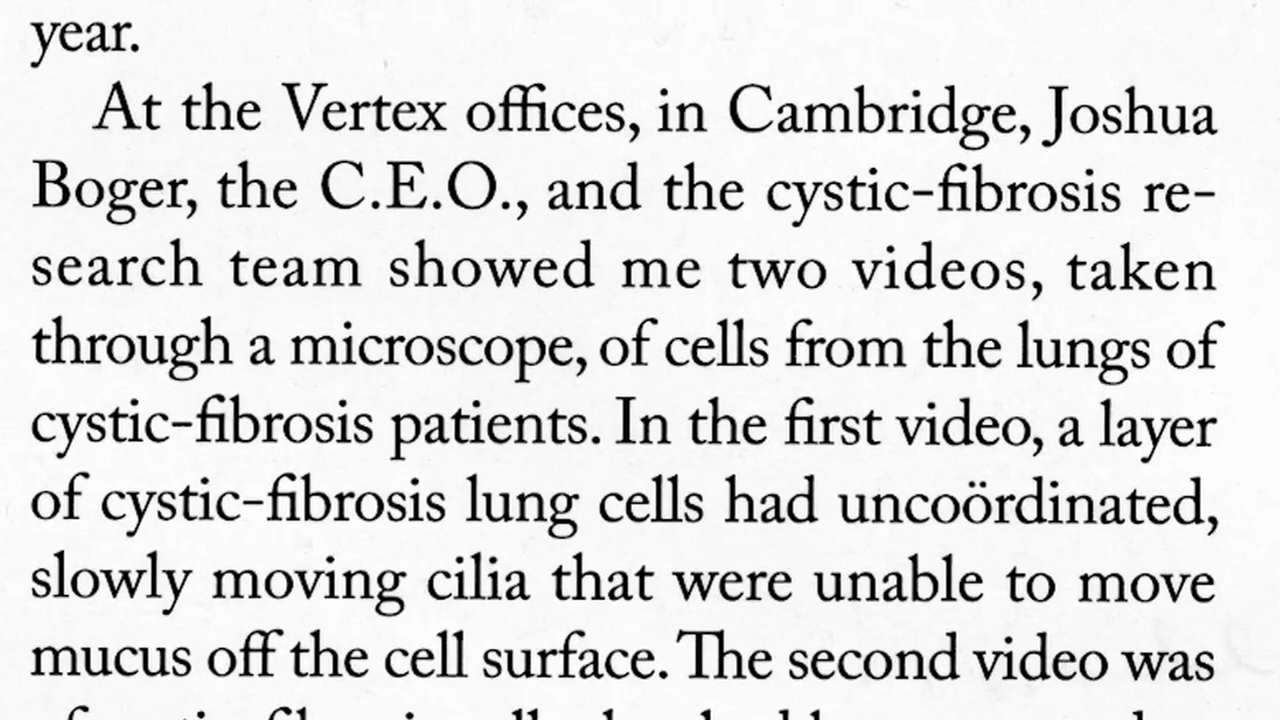 year.
At the Vertex offices, in Cambridge, Joshua
Boger, the C.E.O., and the cystic-fibrosis re-
search team showed me two videos, taken
through a microscope, of cells from the lungs of
cystic-fibrosis patients. In the first video, a layer
of cystic-fibrosis lung cells had uncoördinated,
slowly moving cilia that were unable to move
mucus off the cell surface. The second video was